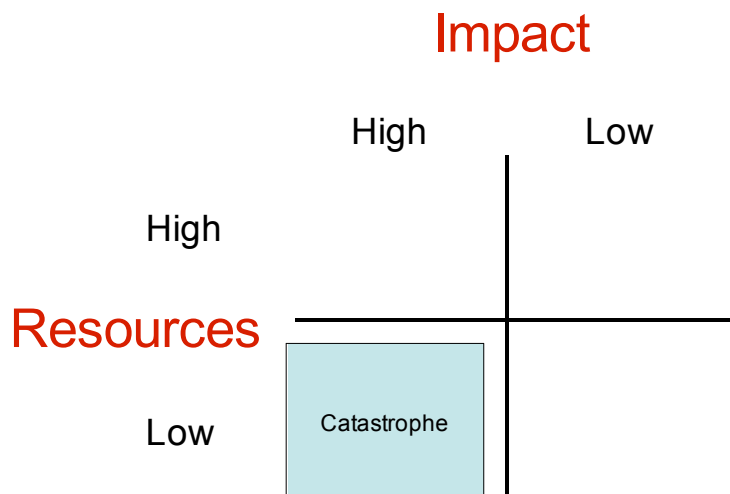 Impact
High Low
High
Resources
Low Catastrophe